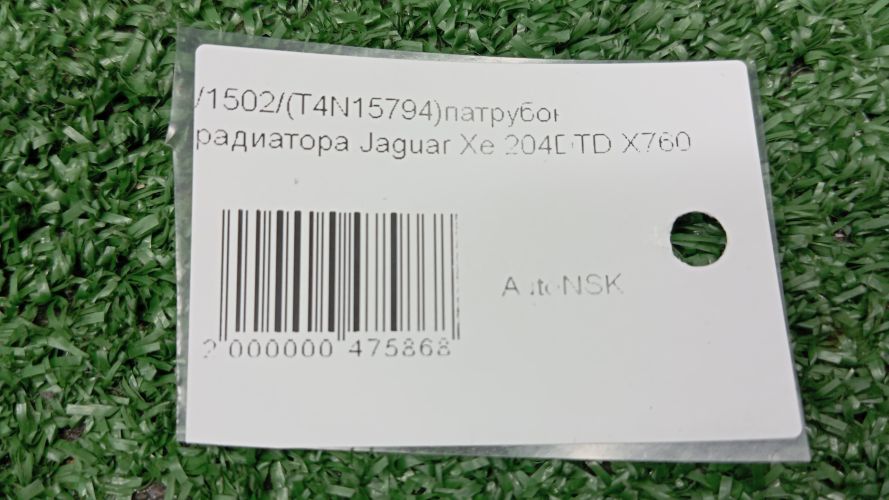 /1502/(T4N15794)патрубок
радиатора Jaguar Xe 204DTD X760
AutoNSK
2 000000 475868